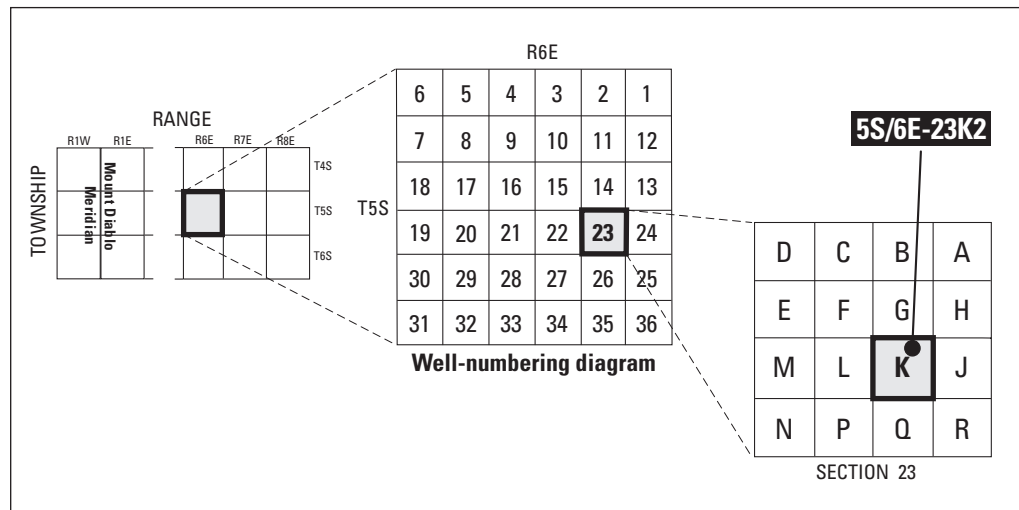 RANGE
R1W R1E R6E R7E R8E
TOWNSHIP
Mount Diablo
Meridian
T4S
T5S
T6S
R6E
T5S
6 5 4 3 2 1
7 8 9 10 11 12
18 17 16 15 14 13
19 20 21 22 23 24
30 29 28 27 26 25
31 32 33 34 35 36
Well-numbering diagram
5S/6E-23K2
D C B A
E F G H
M L K J
N P Q R
SECTION 23